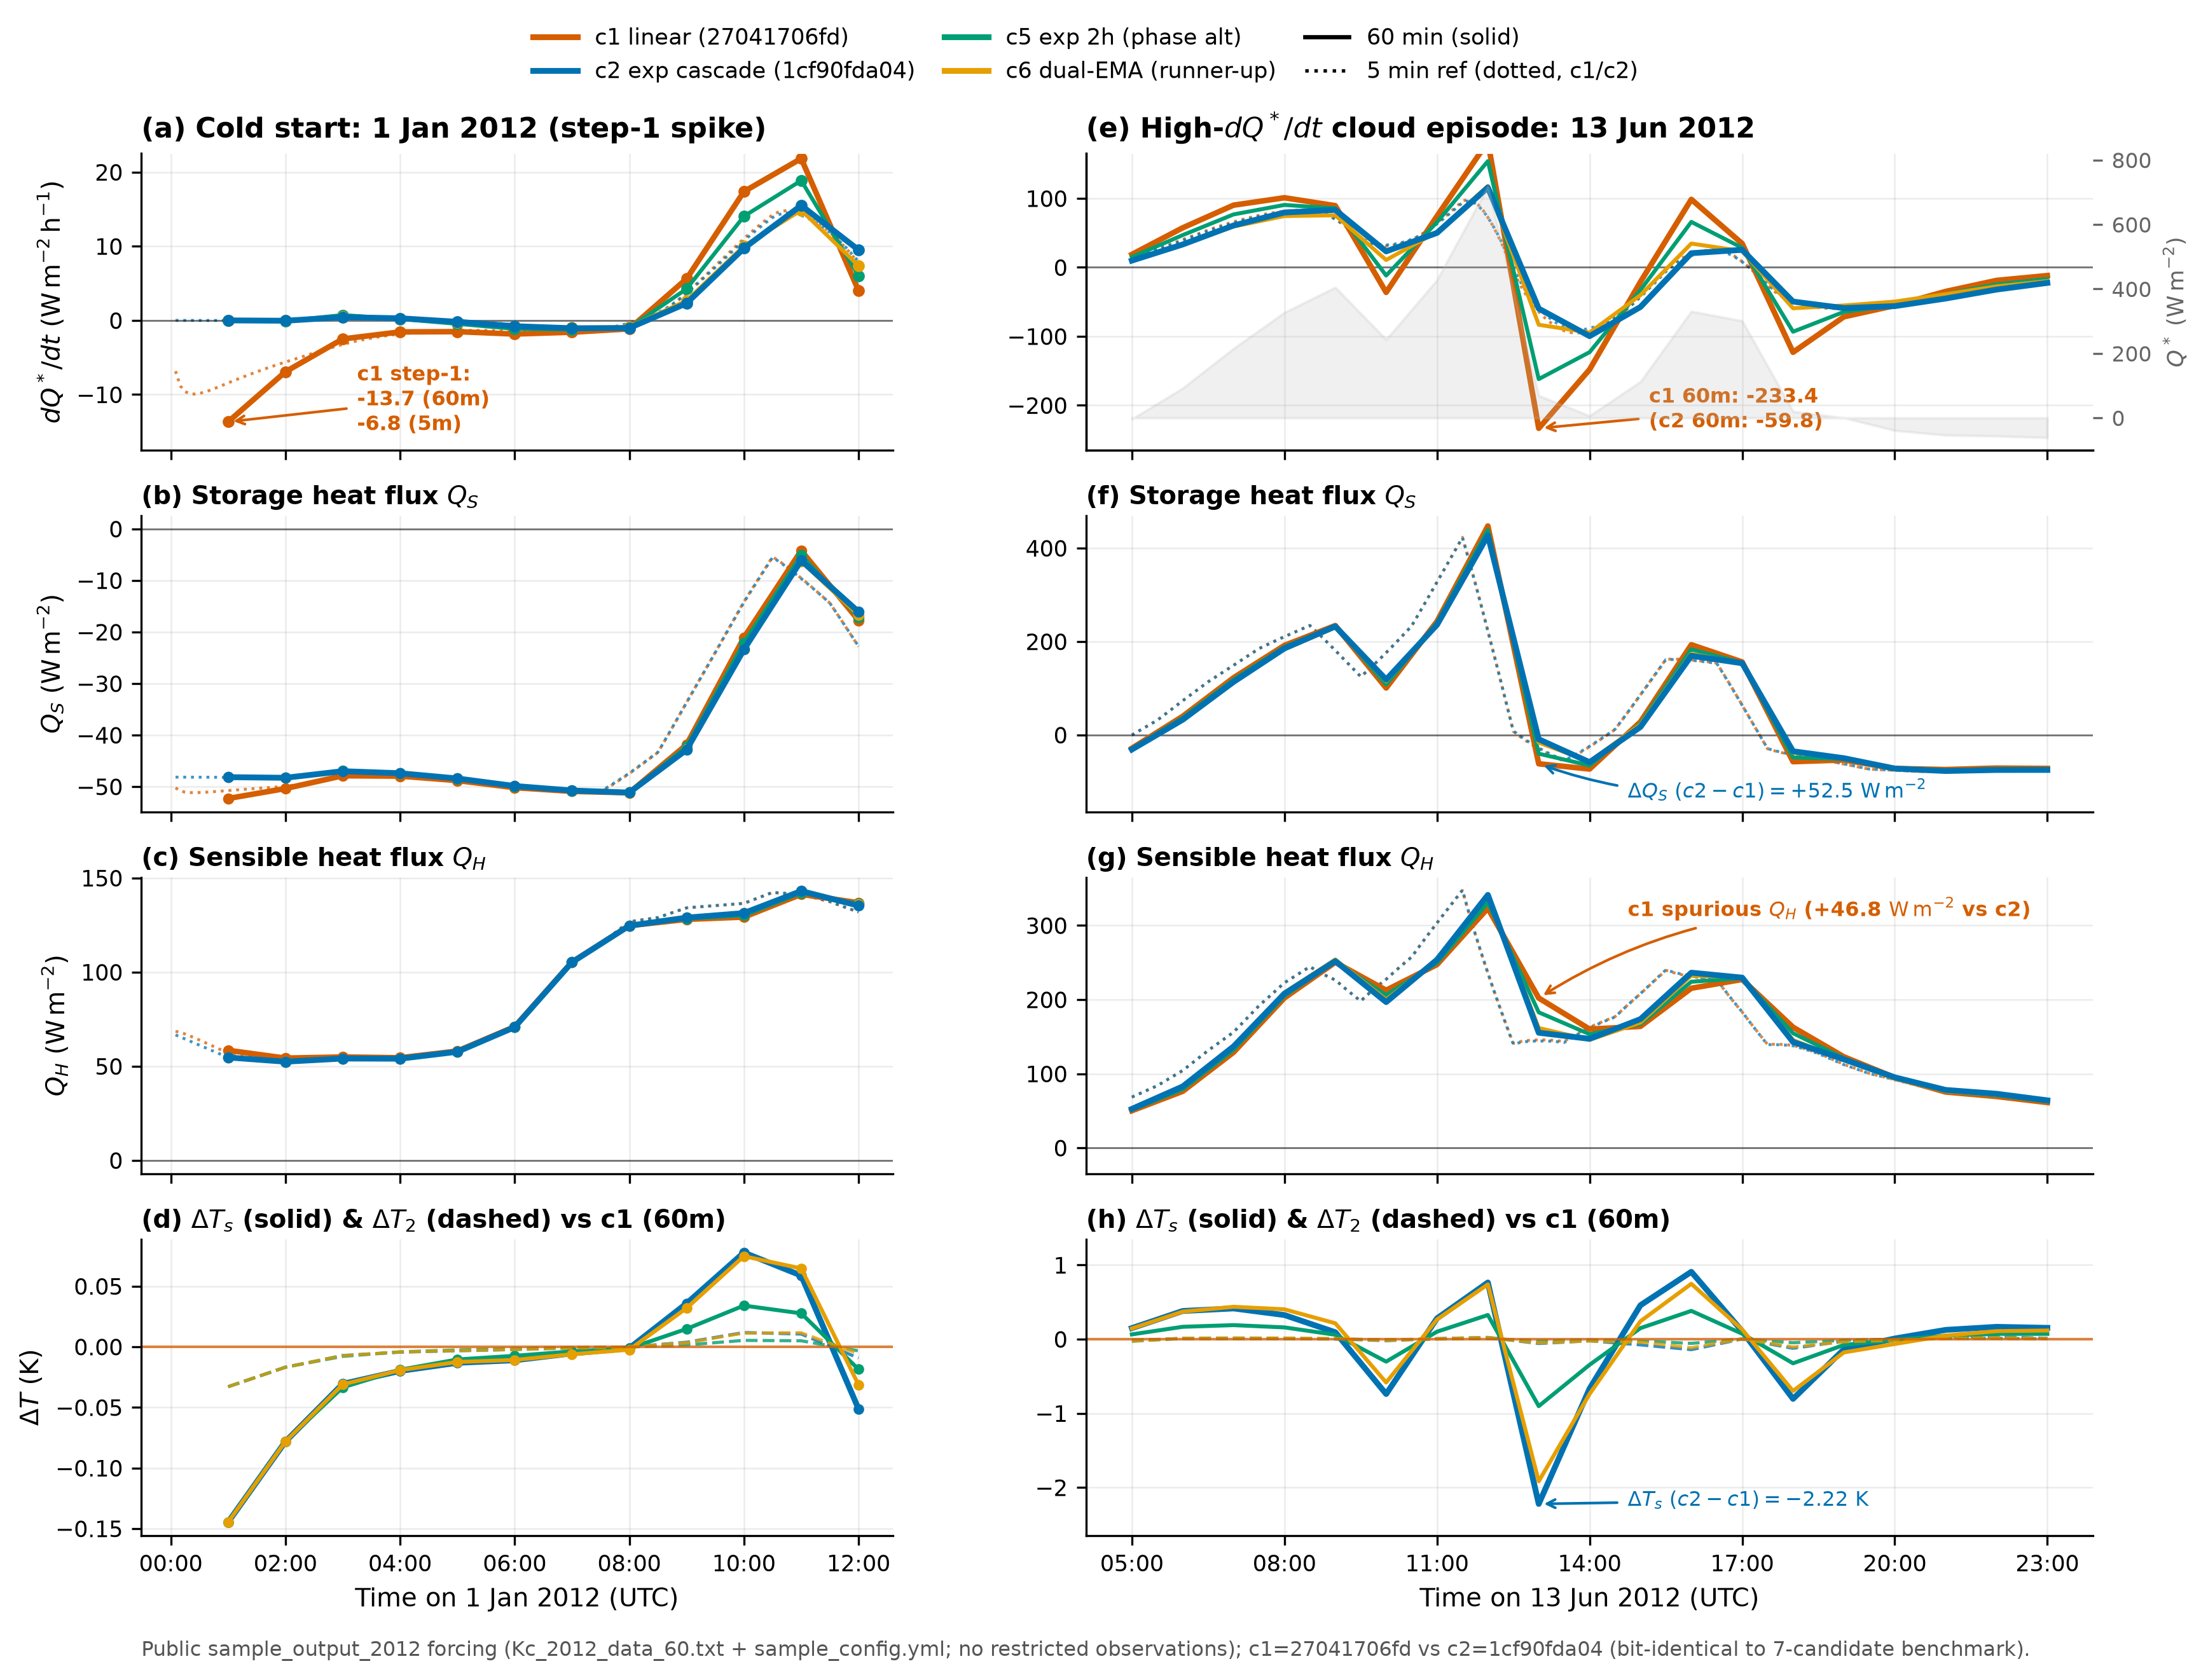 c1 linear (27041706fd)
c2 exp cascade (1cf90fda04)
c5 exp 2h (phase alt)
c6 dual-EMA (runner-up)
60 min (solid)
5 min ref (dotted, c1/c2)
(a) Cold start: 1 Jan 2012 (step-1 spike)
dQ*/dt (W m⁻² h⁻¹)
20
10
0
−10
c1 step-1:
-13.7 (60m)
-6.8 (5m)
(e) High-dQ*/dt cloud episode: 13 Jun 2012
100
0
−100
−200
800
600
400
200
0
Q* (W m⁻²)
c1 60m: -233.4
(c2 60m: -59.8)
(b) Storage heat flux Q_S
Q_S (W m⁻²)
0
−10
−20
−30
−40
−50
(f) Storage heat flux Q_S
400
200
0
ΔQ_S (c2 − c1) = +52.5 W m⁻²
(c) Sensible heat flux Q_H
Q_H (W m⁻²)
150
100
50
0
(g) Sensible heat flux Q_H
300
200
100
0
c1 spurious Q_H (+46.8 W m⁻² vs c2)
(d) ΔT_s (solid) & ΔT₂ (dashed) vs c1 (60m)
ΔT (K)
0.05
0.00
−0.05
−0.10
−0.15
00:00 02:00 04:00 06:00 08:00 10:00 12:00
Time on 1 Jan 2012 (UTC)
(h) ΔT_s (solid) & ΔT₂ (dashed) vs c1 (60m)
1
0
−1
−2
ΔT_s (c2 − c1) = −2.22 K
05:00 08:00 11:00 14:00 17:00 20:00 23:00
Time on 13 Jun 2012 (UTC)
Public sample_output_2012 forcing (Kc_2012_data_60.txt + sample_config.yml; no restricted observations); c1=27041706fd vs c2=1cf90fda04 (bit-identical to 7-candidate benchmark).